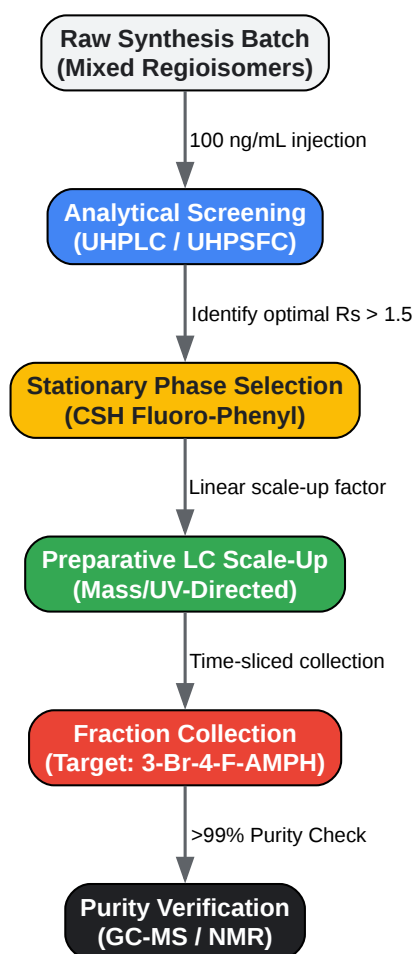 Raw Synthesis Batch
(Mixed Regioisomers)
100 ng/mL injection
Analytical Screening
(UHPLC / UHPSFC)
Identify optimal Rs > 1.5
Stationary Phase Selection
(CSH Fluoro-Phenyl)
Linear scale-up factor
Preparative LC Scale-Up
(Mass/UV-Directed)
Time-sliced collection
Fraction Collection
(Target: 3-Br-4-F-AMPH)
>99% Purity Check
Purity Verification
(GC-MS / NMR)